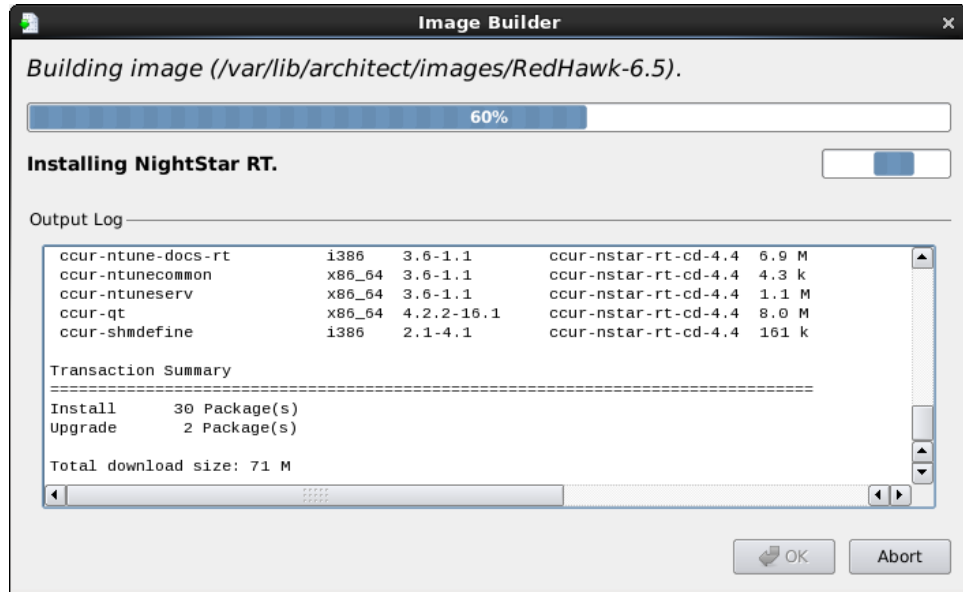 Image Builder
Building image (/var/lib/architect/images/RedHawk-6.5).
60%
Installing NightStar RT.
Output Log
ccur-ntune-docs-rt i386 3.6-1.1 ccur-nstar-rt-cd-4.4 6.9 M
ccur-ntunecommon x86_64 3.6-1.1 ccur-nstar-rt-cd-4.4 4.3 k
ccur-ntuneserv x86_64 3.6-1.1 ccur-nstar-rt-cd-4.4 1.1 M
ccur-qt x86_64 4.2.2-16.1 ccur-nstar-rt-cd-4.4 8.0 M
ccur-shmdefine i386 2.1-4.1 ccur-nstar-rt-cd-4.4 161 k
Transaction Summary
================================================================================
Install 30 Package(s)
Upgrade 2 Package(s)
Total download size: 71 M
OK Abort